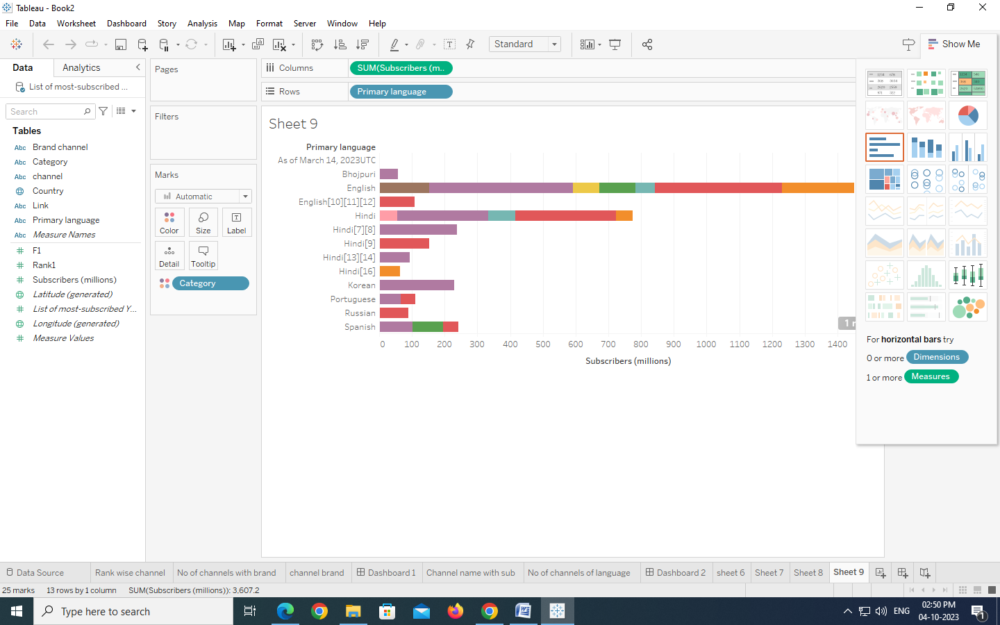 Tableau - Book2
File Data Worksheet Dashboard Story Analysis Map Format Server Window Help
Standard
Show Me
Data Analytics
List of most-subscribed ...
Search
Tables
Abc Brand channel
Abc Category
Abc channel
Country
Abc Link
Abc Primary language
Abc Measure Names
# F1
# Rank1
# Subscribers (millions)
Latitude (generated)
# List of most-subscribed Y...
Longitude (generated)
# Measure Values
Pages
Filters
Marks
Automatic
Color Size Label
Detail Tooltip
Category
Columns SUM(Subscribers (m..
Rows Primary language
Sheet 9
Primary language
As of March 14, 2023UTC
Bhojpuri
English
English[10][11][12]
Hindi
Hindi[7][8]
Hindi[9]
Hindi[13][14]
Hindi[16]
Korean
Portuguese
Russian
Spanish
0 100 200 300 400 500 600 700 800 900 1000 1100 1200 1300 1400
Subscribers (millions)
For horizontal bars try
0 or more Dimensions
1 or more Measures
Data Source Rank wise channel No of channels with brand channel brand Dashboard 1 Channel name with sub No of channels of language Dashboard 2 sheet 6 Sheet 7 Sheet 8 Sheet 9
25 marks 13 rows by 1 column SUM(Subscribers (millions)): 3,607.2
Type here to search
ENG
02:50 PM
04-10-2023
1